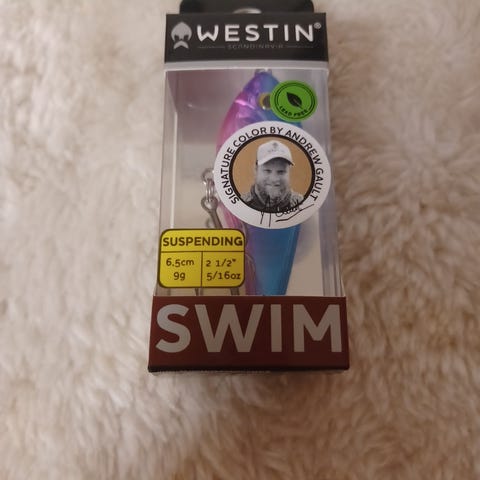 WESTIN®
SCANDINAVIA
LEAD FREE
SIGNATURE COLOR BY ANDREW GAULT
SUSPENDING
6.5cm 2 1/2"
9g 5/16oz
SWIM